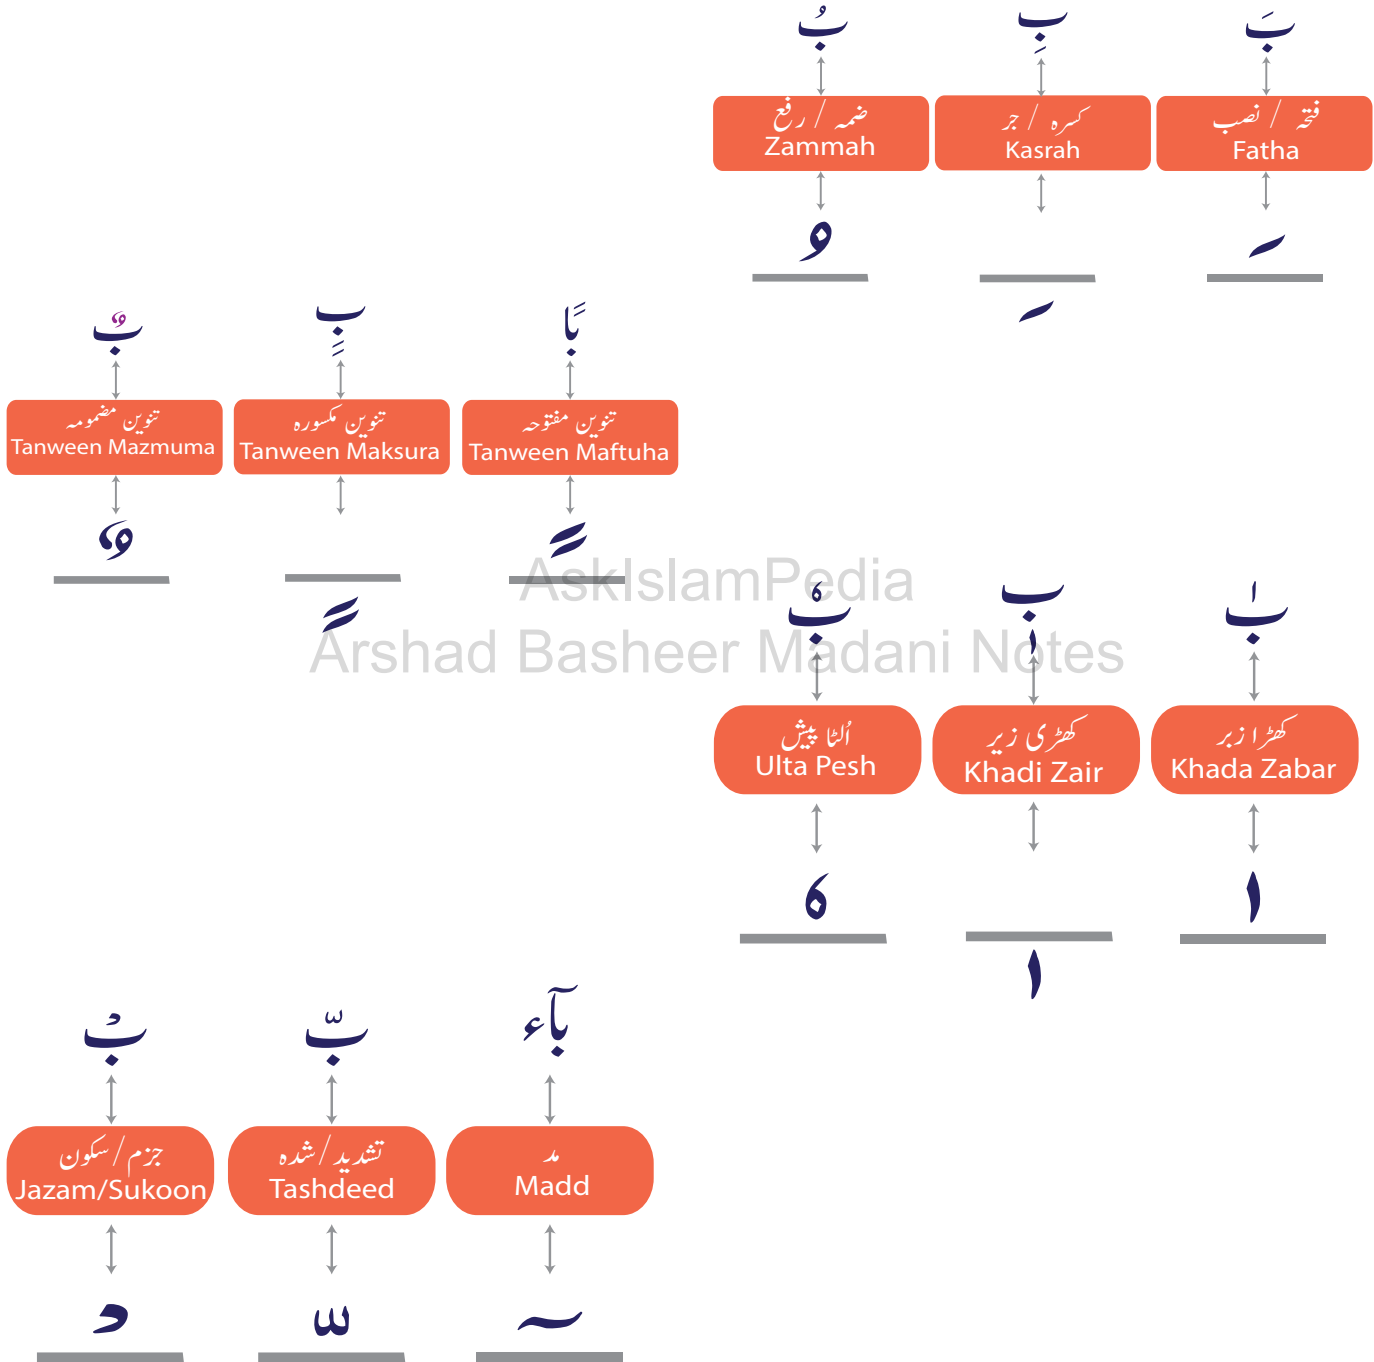 بَ
بِ
بُ
فتحہ / نصب
Fatha
کسرہ / جر
Kasrah
ضمہ / رفع
Zammah
َ
ِ
ُ
بًا
بٍ
بٌ
تنوین مفتوحہ
Tanween Maftuha
تنوین مکسورہ
Tanween Maksura
تنوین مضمومہ
Tanween Mazmuma
ً
ٍ
ٌ
AskIslamPedia
Arshad Basheer Madani Notes
بٰ
بٖ
بٗ
کھڑا زبر
Khada Zabar
کھڑی زیر
Khadi Zair
اُلٹا پیش
Ulta Pesh
ٰ
ٖ
ٗ
بآء
بّ
بْ
مد
Madd
تشدید/شدہ
Tashdeed
جزم/سکون
Jazam/Sukoon
ٓ
ّ
ْ